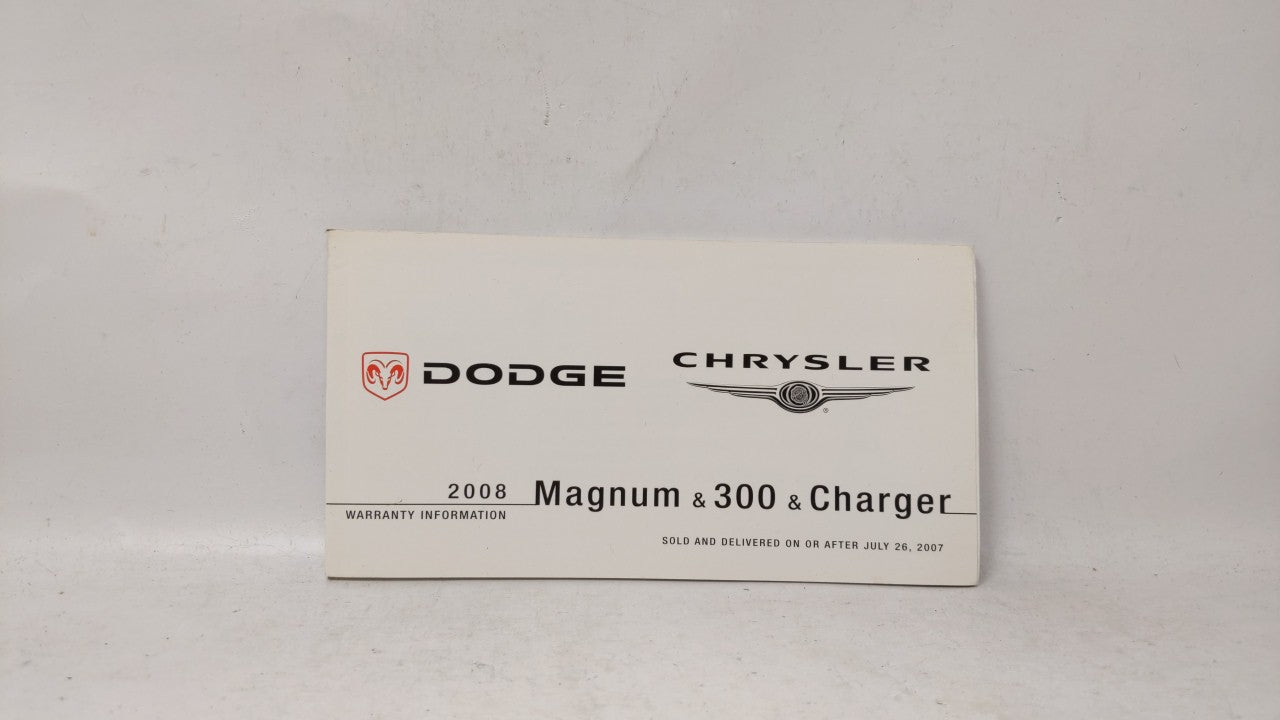 DODGE
CHRYSLER
®
2008 Magnum & 300 & Charger
WARRANTY INFORMATION
SOLD AND DELIVERED ON OR AFTER JULY 26, 2007